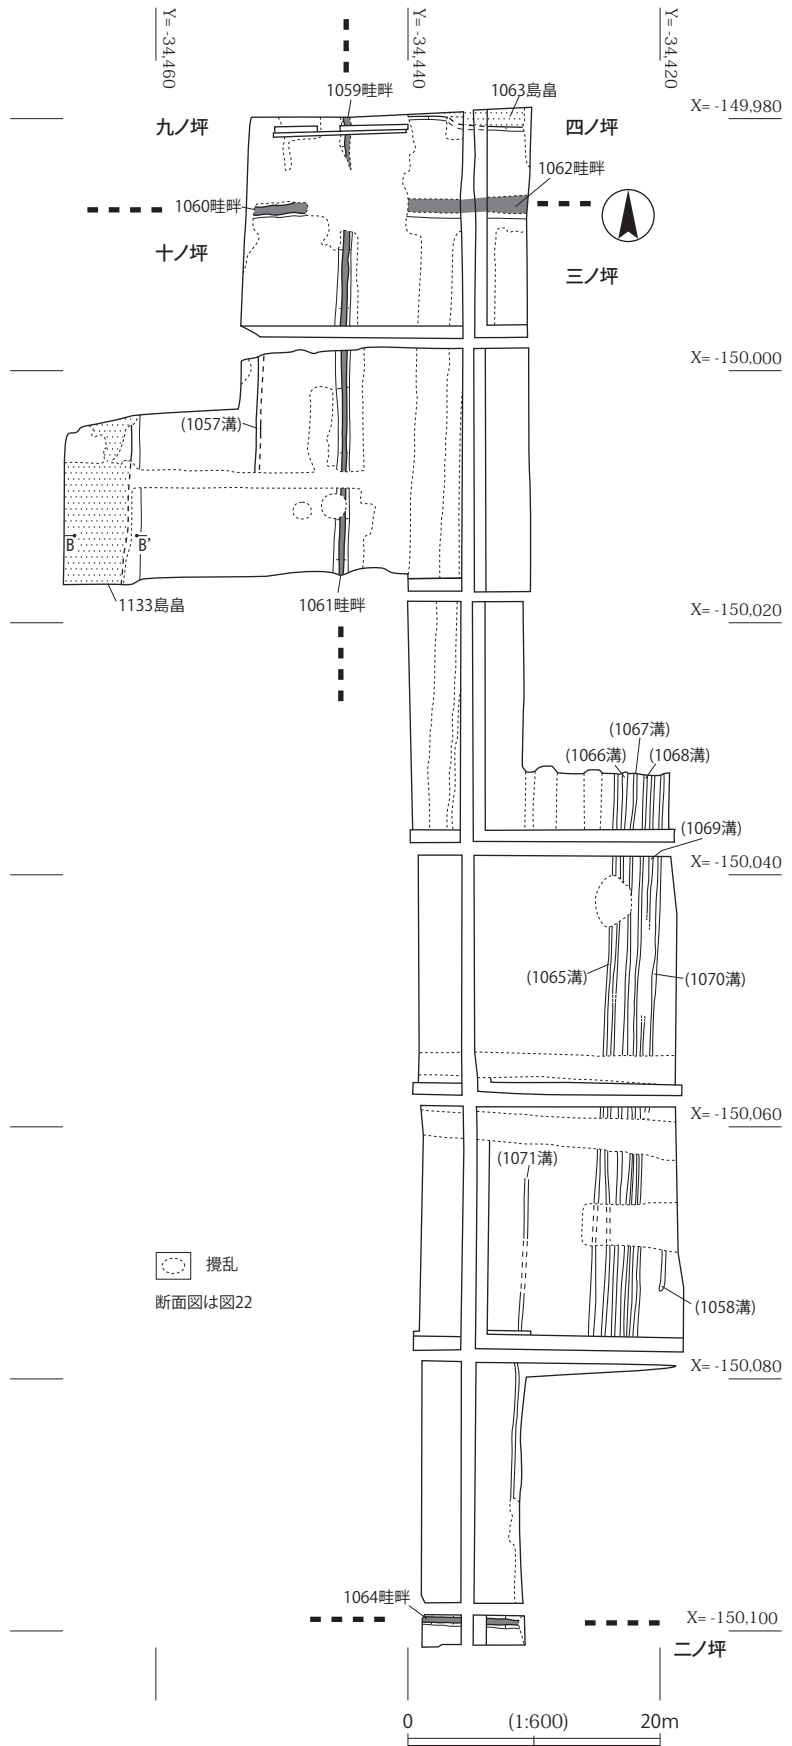 Y= -34,460
Y= -34,440
Y= -34,420
1059畦畔
1063島畠
X= -149,980
九ノ坪
四ノ坪
1062畦畔
1060畦畔
十ノ坪
三ノ坪
X= -150,000
(1057溝)
B
B'
1133島畠
1061畦畔
X= -150,020
(1067溝)
(1066溝)
(1068溝)
(1069溝)
X= -150,040
(1065溝)
(1070溝)
X= -150,060
(1071溝)
攪乱
断面図は図22
(1058溝)
X= -150,080
1064畦畔
X= -150,100
二ノ坪
0
(1:600)
20m